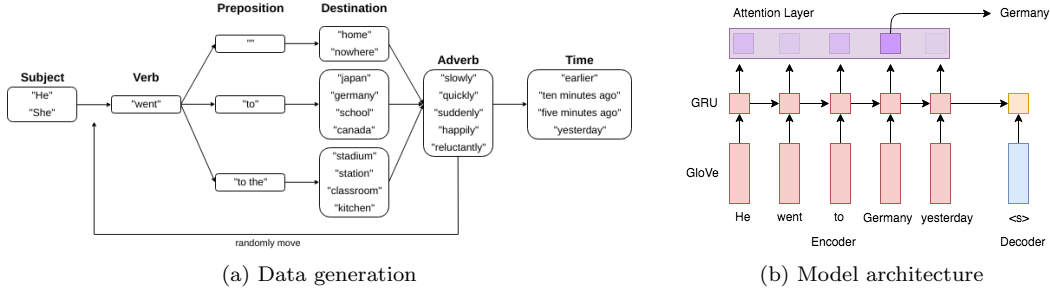 Subject
"He"
"She"
Verb
"went"
Preposition
""
"to"
"to the"
Destination
"home"
"nowhere"
"japan"
"germany"
"school"
"canada"
"stadium"
"station"
"classroom"
"kitchen"
Adverb
"slowly"
"quickly"
"suddenly"
"happily"
"reluctantly"
Time
"earlier"
"ten minutes ago"
"five minutes ago"
"yesterday"
randomly move
(a) Data generation
Attention Layer
Germany
GRU
GloVe
He went to Germany yesterday <s>
Encoder
Decoder
(b) Model architecture